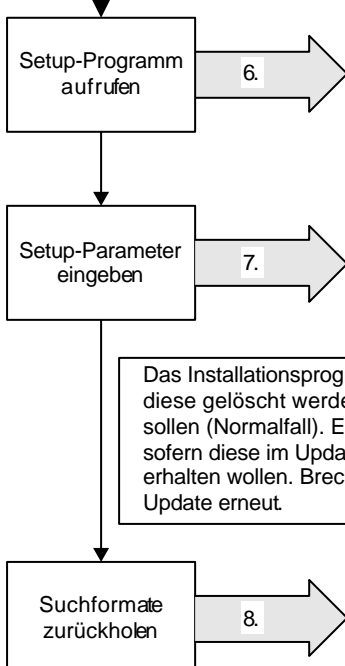 Setup-Programm
aufrufen
6.
Setup-Parameter
eingeben
7.
Das Installationsprog
diese gelöscht werde
sollen (Normalfall). E
sofern diese im Upda
erhalten wollen. Brec
Update erneut.
Suchformate
zurückholen
8.